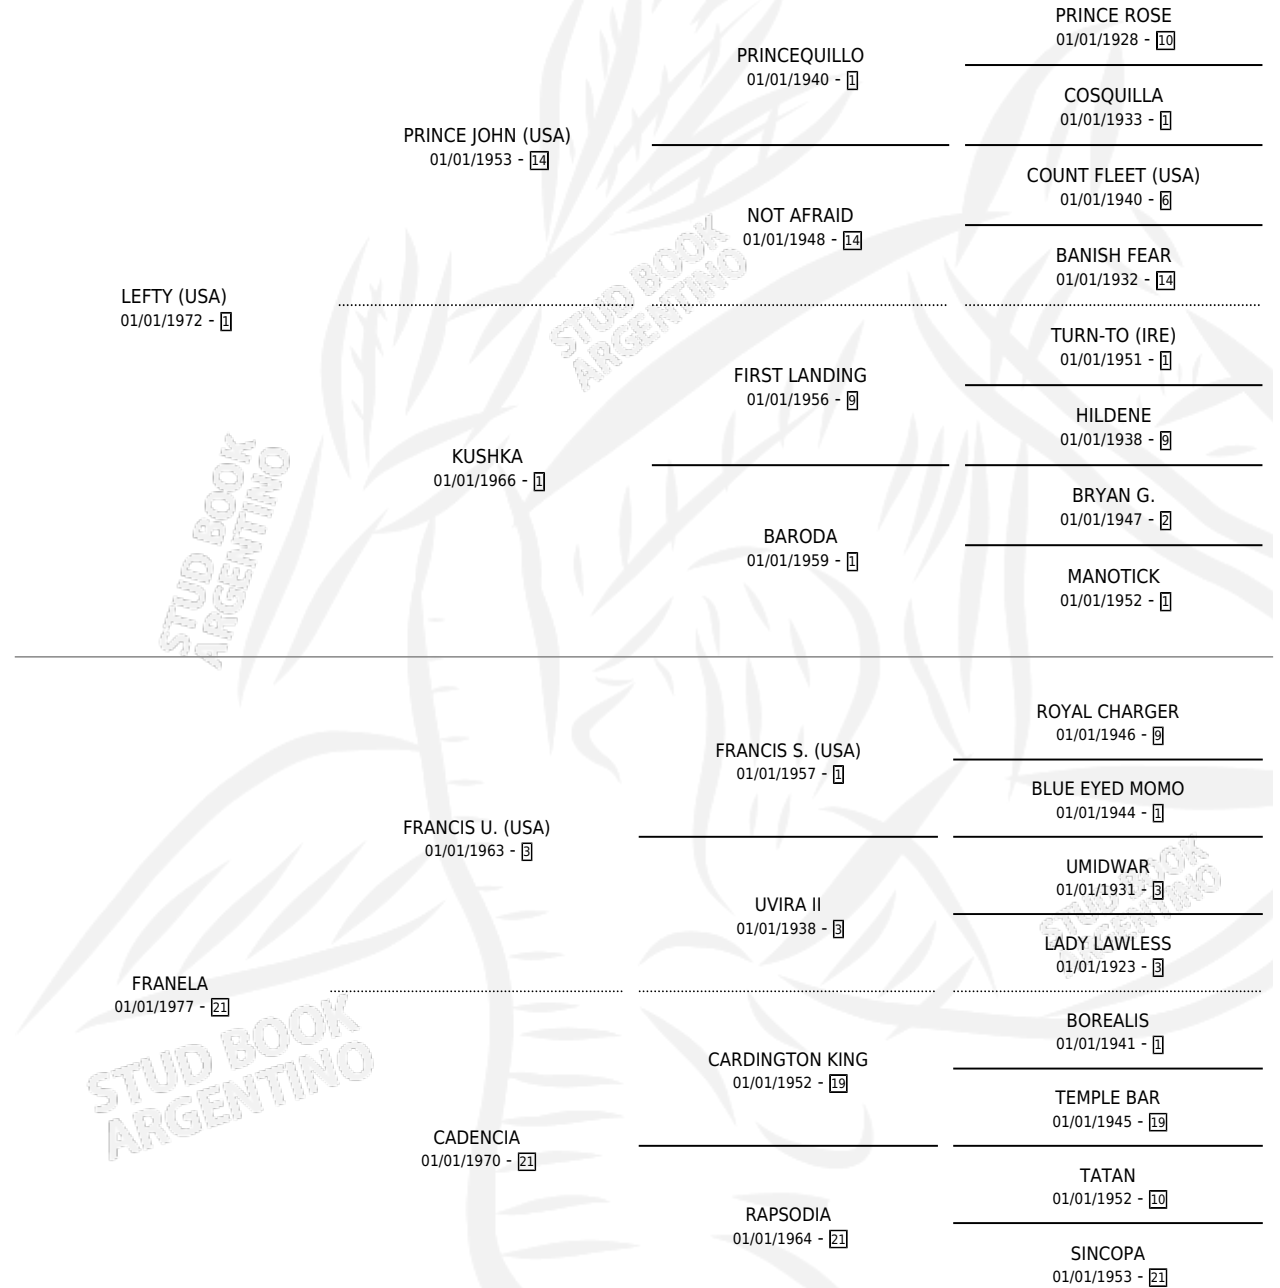 PRINCE ROSE
01/01/1928 - 10
PRINCEQUILLO
01/01/1940 - 1
COSQUILLA
01/01/1933 - 1
PRINCE JOHN (USA)
01/01/1953 - 14
COUNT FLEET (USA)
01/01/1940 - 6
NOT AFRAID
01/01/1948 - 14
BANISH FEAR
01/01/1932 - 14
LEFTY (USA)
01/01/1972 - 1
STUD BOOK
ARGENTINO
TURN-TO (IRE)
01/01/1951 - 1
FIRST LANDING
01/01/1956 - 9
HILDENE
01/01/1938 - 9
KUSHKA
01/01/1966 - 1
BRYAN G.
01/01/1947 - 2
BARODA
01/01/1959 - 1
MANOTICK
01/01/1952 - 1
STUD BOOK
ARGENTINO
ROYAL CHARGER
01/01/1946 - 9
FRANCIS S. (USA)
01/01/1957 - 1
BLUE EYED MOMO
01/01/1944 - 1
FRANCIS U. (USA)
01/01/1963 - 3
UMIDWAR
01/01/1931 - 3
UVIRA II
01/01/1938 - 3
LADY LAWLESS
01/01/1923 - 3
STUD BOOK
ARGENTINO
FRANELA
01/01/1977 - 21
BOREALIS
01/01/1941 - 1
CARDINGTON KING
01/01/1952 - 19
TEMPLE BAR
01/01/1945 - 19
STUD BOOK
ARGENTINO
CADENCIA
01/01/1970 - 21
TATAN
01/01/1952 - 10
RAPSODIA
01/01/1964 - 21
SINCOPA
01/01/1953 - 21